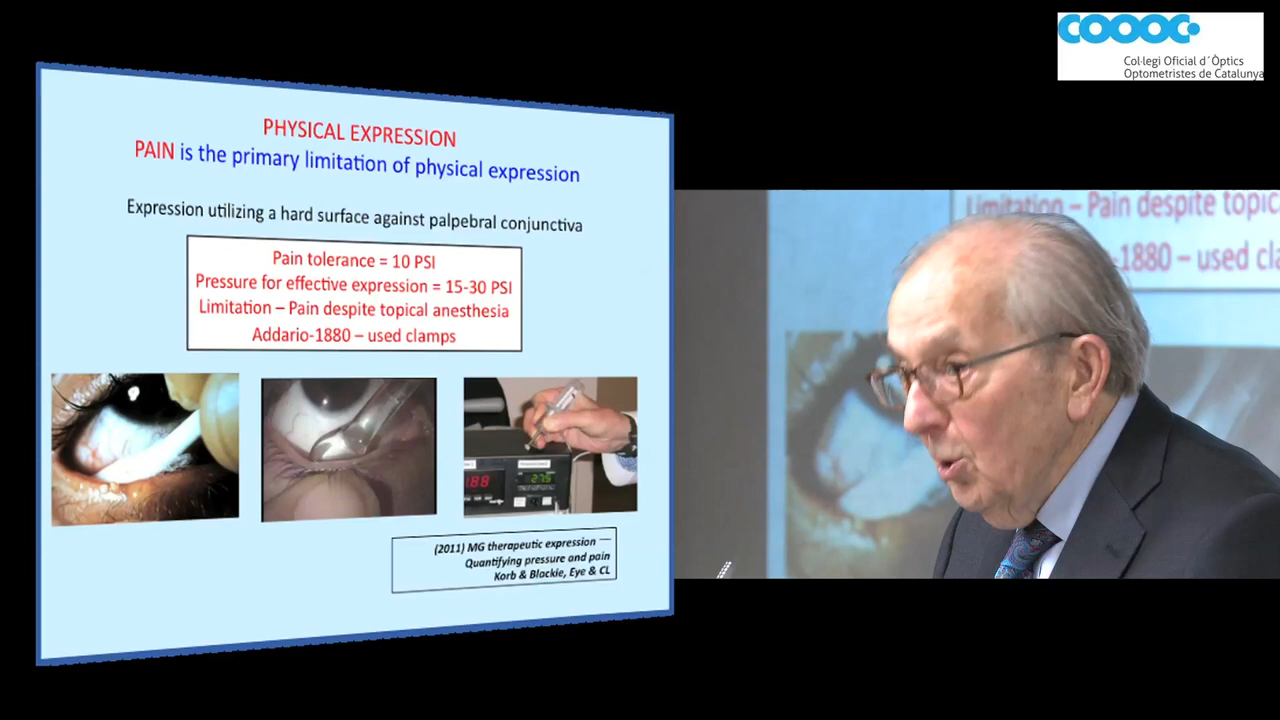 COOOC
Col·legi Oficial d´Òptics
Optometristes de Catalunya
PHYSICAL EXPRESSION
PAIN is the primary limitation of physical expression
Expression utilizing a hard surface against palpebral conjunctiva
Pain tolerance = 10 PSI
Pressure for effective expression = 15-30 PSI
Limitation – Pain despite topical anesthesia
Addario-1880 – used clamps
188
275
(2011) MG therapeutic expression —
Quantifying pressure and pain
Korb & Blackie, Eye & CL
Limitation – Pain despite topic
-1880 – used cla